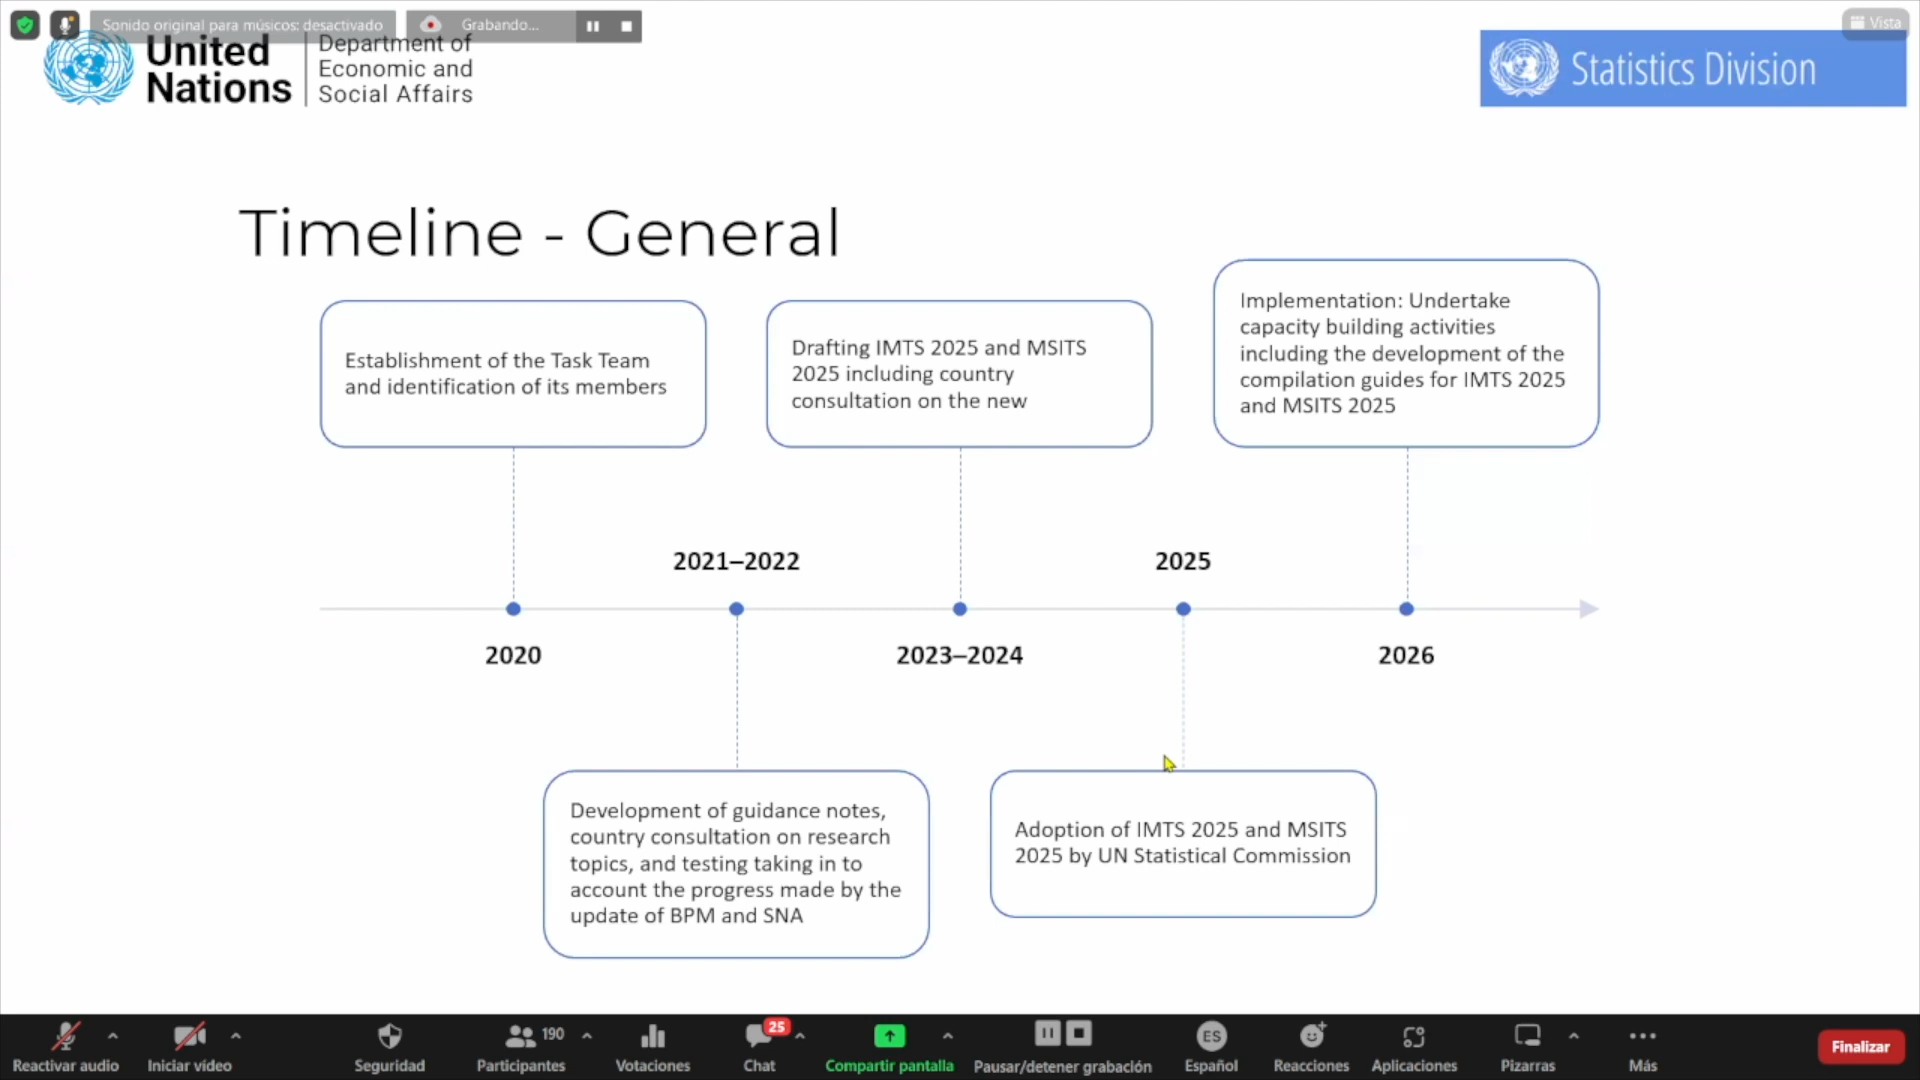 Sonido original para músicos: desactivado
Grabando...
Vista
United
Nations
Department of
Economic and
Social Affairs
Statistics Division
Timeline - General
Establishment of the Task Team
and identification of its members
Drafting IMTS 2025 and MSITS
2025 including country
consultation on the new
Implementation: Undertake
capacity building activities
including the development of the
compilation guides for IMTS 2025
and MSITS 2025
2021–2022
2025
2020
2023–2024
2026
Development of guidance notes,
country consultation on research
topics, and testing taking in to
account the progress made by the
update of BPM and SNA
Adoption of IMTS 2025 and MSITS
2025 by UN Statistical Commission
Reactivar audio
Iniciar vídeo
Seguridad
190
Participantes
Votaciones
25
Chat
Compartir pantalla
Pausar/detener grabación
ES
Español
Reacciones
Aplicaciones
Pizarras
Más
Finalizar